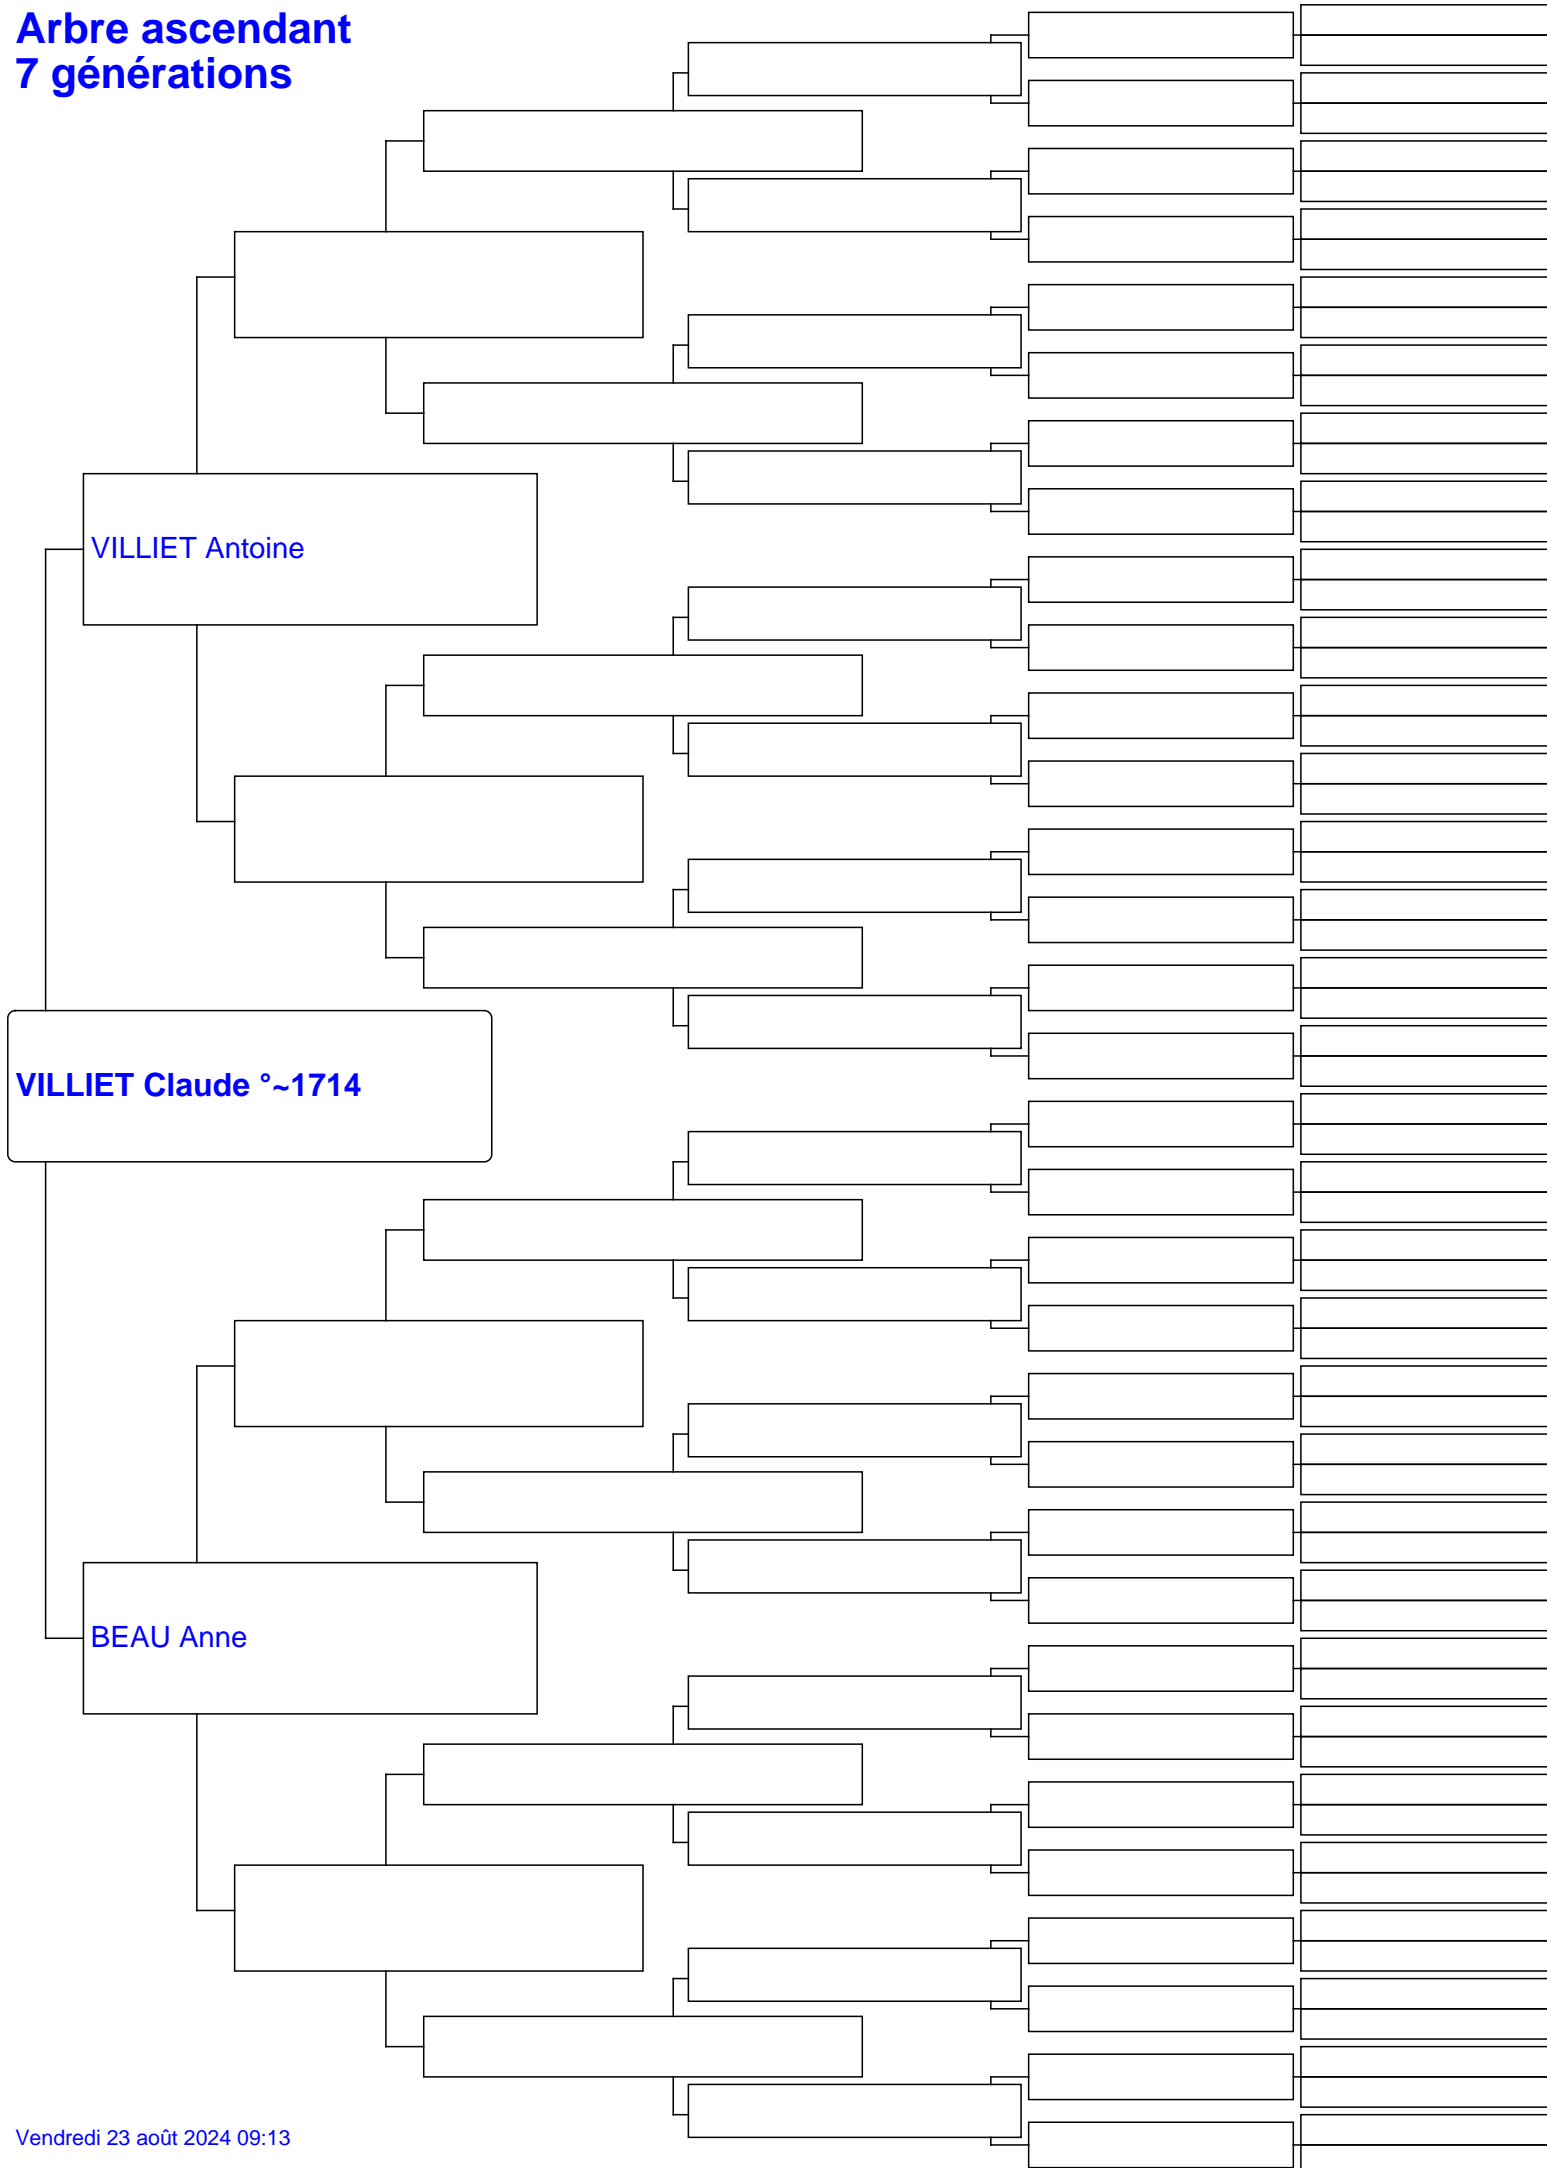 Arbre ascendant
7 générations
VILLIET Antoine
VILLIET Claude °~1714
BEAU Anne
Vendredi 23 août 2024 09:13